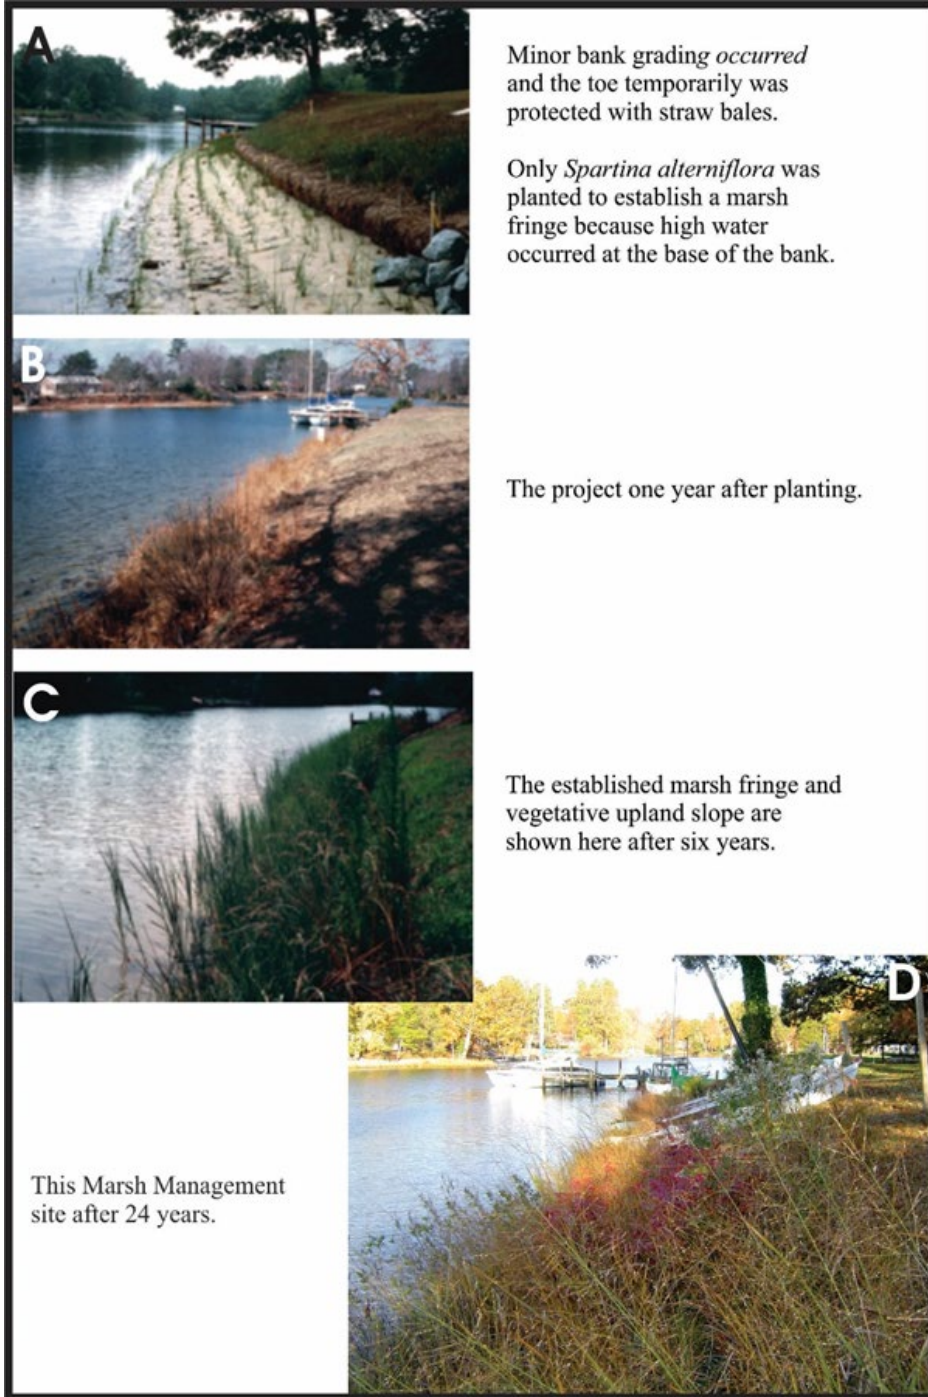 A
Minor bank grading occurred
and the toe temporarily was
protected with straw bales.
Only Spartina alterniflora was
planted to establish a marsh
fringe because high water
occurred at the base of the bank.
B
The project one year after planting.
C
The established marsh fringe and
vegetative upland slope are
shown here after six years.
D
This Marsh Management
site after 24 years.